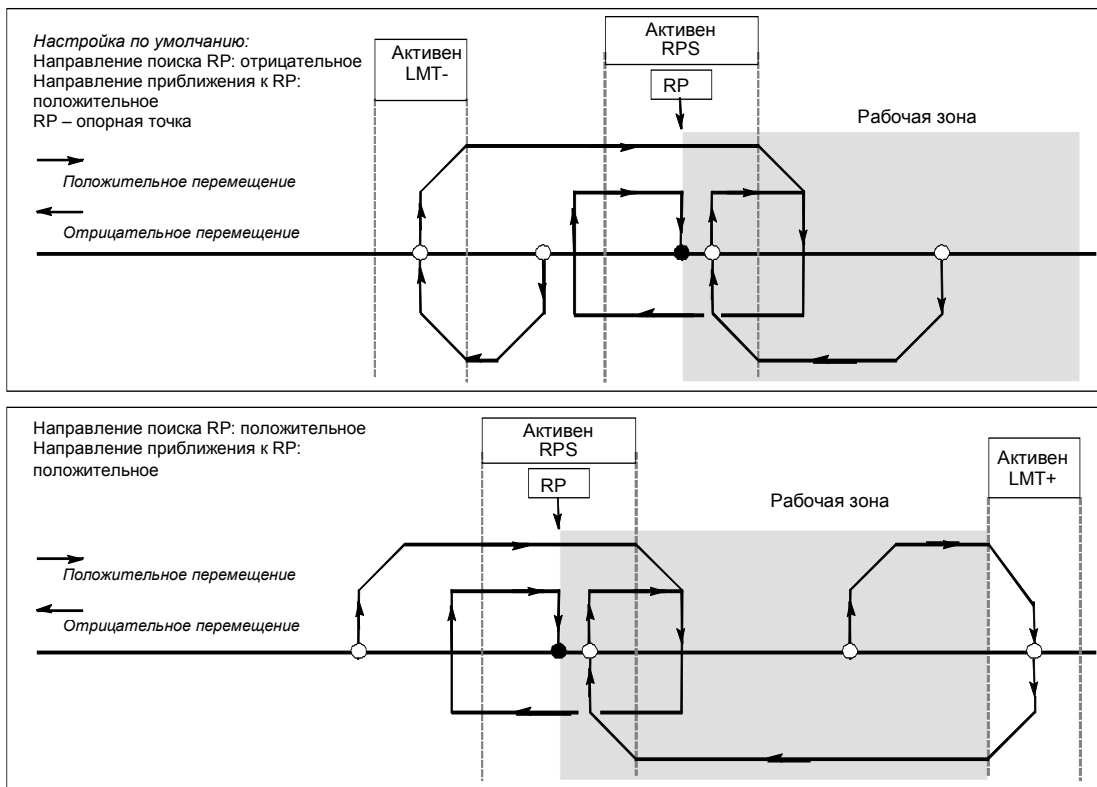 Настройка по умолчанию:
Направление поиска RP: отрицательное
Направление приближения к RP:
положительное
RP – опорная точка
Активен
LMT-
Активен
RPS
RP
Рабочая зона
Положительное перемещение
Отрицательное перемещение
Направление поиска RP: положительное
Направление приближения к RP:
положительное
Активен
RPS
RP
Рабочая зона
Активен
LMT+
Положительное перемещение
Отрицательное перемещение